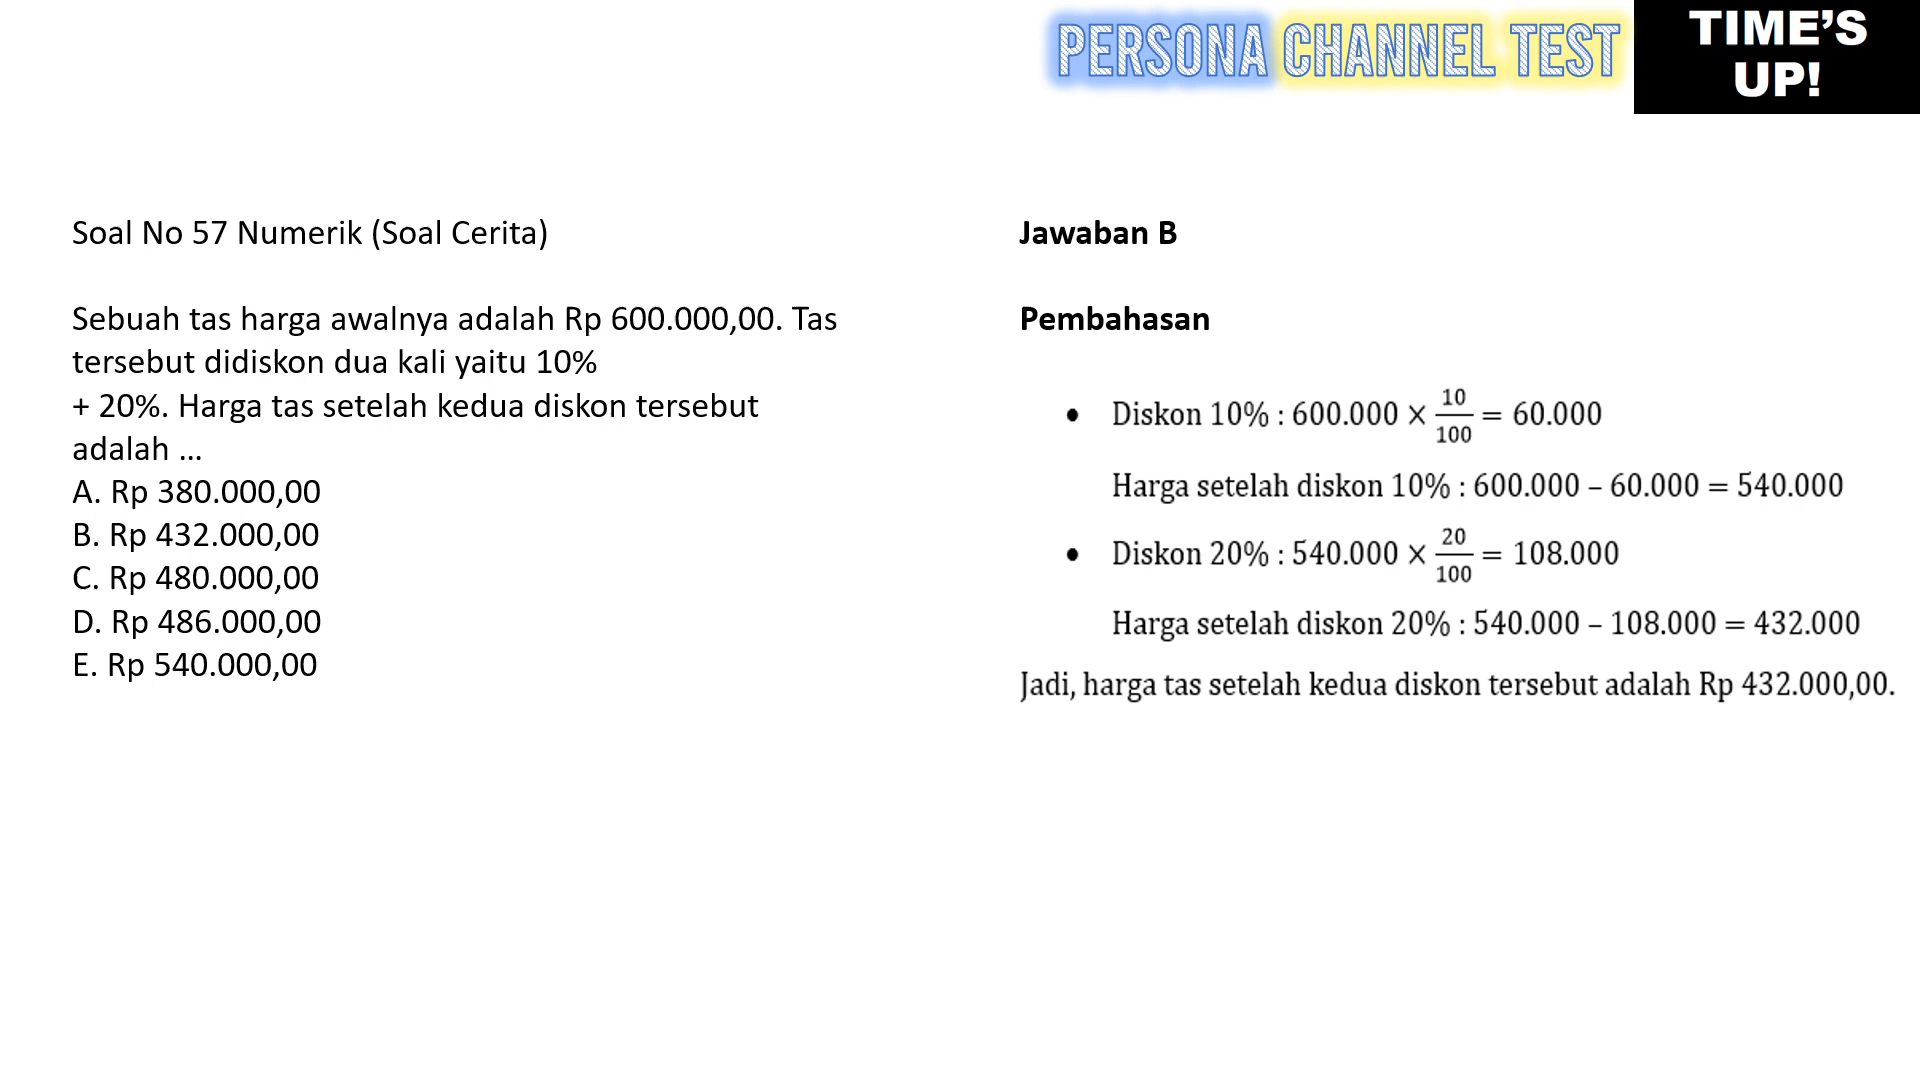 PERSONA CHANNEL TEST
TIME'S
UP!
Soal No 57 Numerik (Soal Cerita)
Sebuah tas harga awalnya adalah Rp 600.000,00. Tas
tersebut didiskon dua kali yaitu 10%
+ 20%. Harga tas setelah kedua diskon tersebut
adalah ...
A. Rp 380.000,00
B. Rp 432.000,00
C. Rp 480.000,00
D. Rp 486.000,00
E. Rp 540.000,00
Jawaban B
Pembahasan
• Diskon 10% : 600.000 × 10/100 = 60.000
Harga setelah diskon 10% : 600.000 – 60.000 = 540.000
• Diskon 20% : 540.000 × 20/100 = 108.000
Harga setelah diskon 20% : 540.000 – 108.000 = 432.000
Jadi, harga tas setelah kedua diskon tersebut adalah Rp 432.000,00.